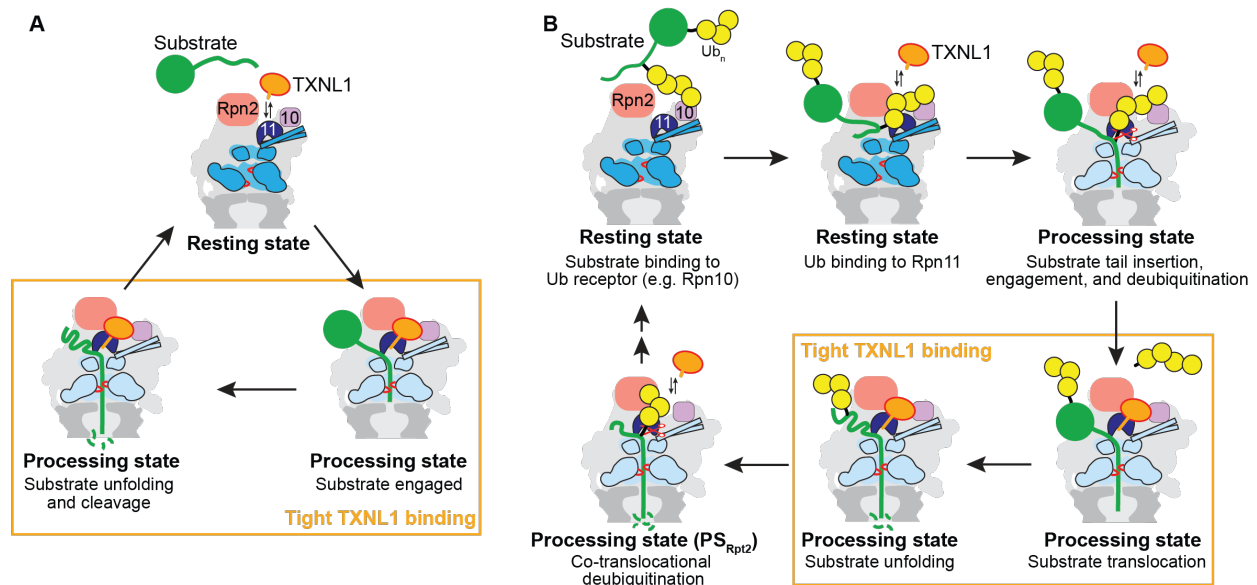 A
Substrate
TXNL1
Rpn2
10
11
Resting state
Processing state
Substrate unfolding
and cleavage
Processing state
Substrate engaged
Tight TXNL1 binding
B
Substrate
Ubn
Rpn2
10
11
Resting state
Substrate binding to
Ub receptor (e.g. Rpn10)
TXNL1
Resting state
Ub binding to Rpn11
Processing state
Substrate tail insertion,
engagement, and deubiquitination
Tight TXNL1 binding
Processing state (PSRpt2)
Co-translocational
deubiquitination
Processing state
Substrate unfolding
Processing state
Substrate translocation